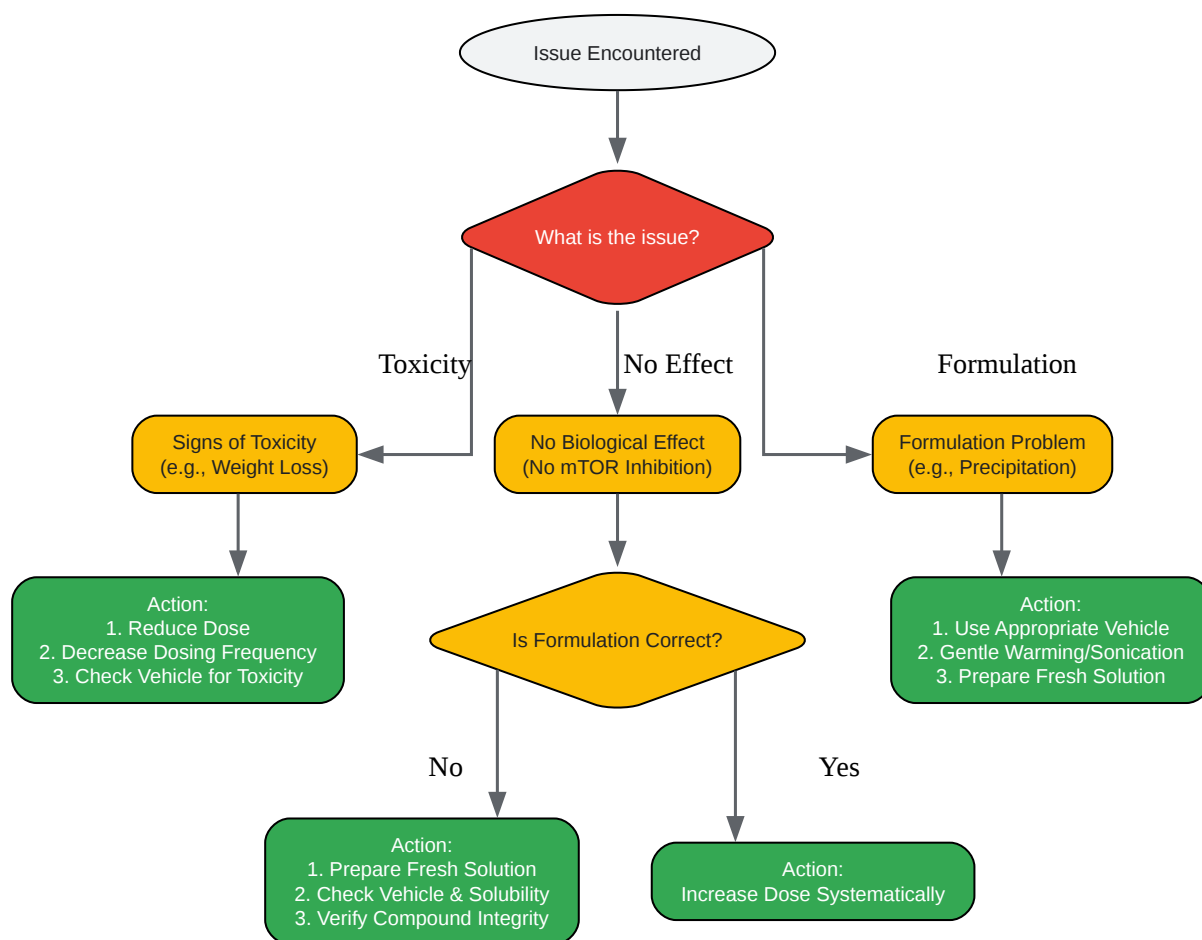 Issue Encountered
What is the issue?
Toxicity
No Effect
Formulation
Signs of Toxicity
(e.g., Weight Loss)
No Biological Effect
(No mTOR Inhibition)
Formulation Problem
(e.g., Precipitation)
Action:
1. Reduce Dose
2. Decrease Dosing Frequency
3. Check Vehicle for Toxicity
Is Formulation Correct?
Action:
1. Use Appropriate Vehicle
2. Gentle Warming/Sonication
3. Prepare Fresh Solution
No
Yes
Action:
1. Prepare Fresh Solution
2. Check Vehicle & Solubility
3. Verify Compound Integrity
Action:
Increase Dose Systematically